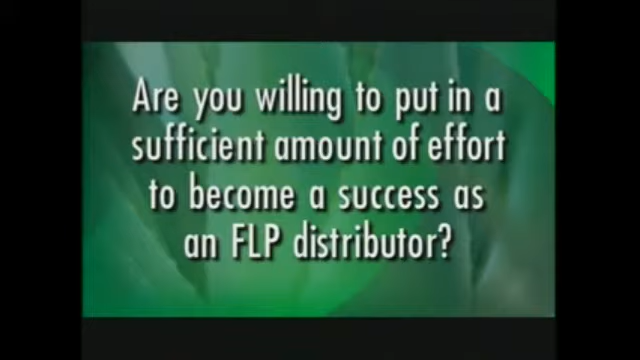 Are you willing to put in a
sufficient amount of effort
to become a success as
an FLP distributor?